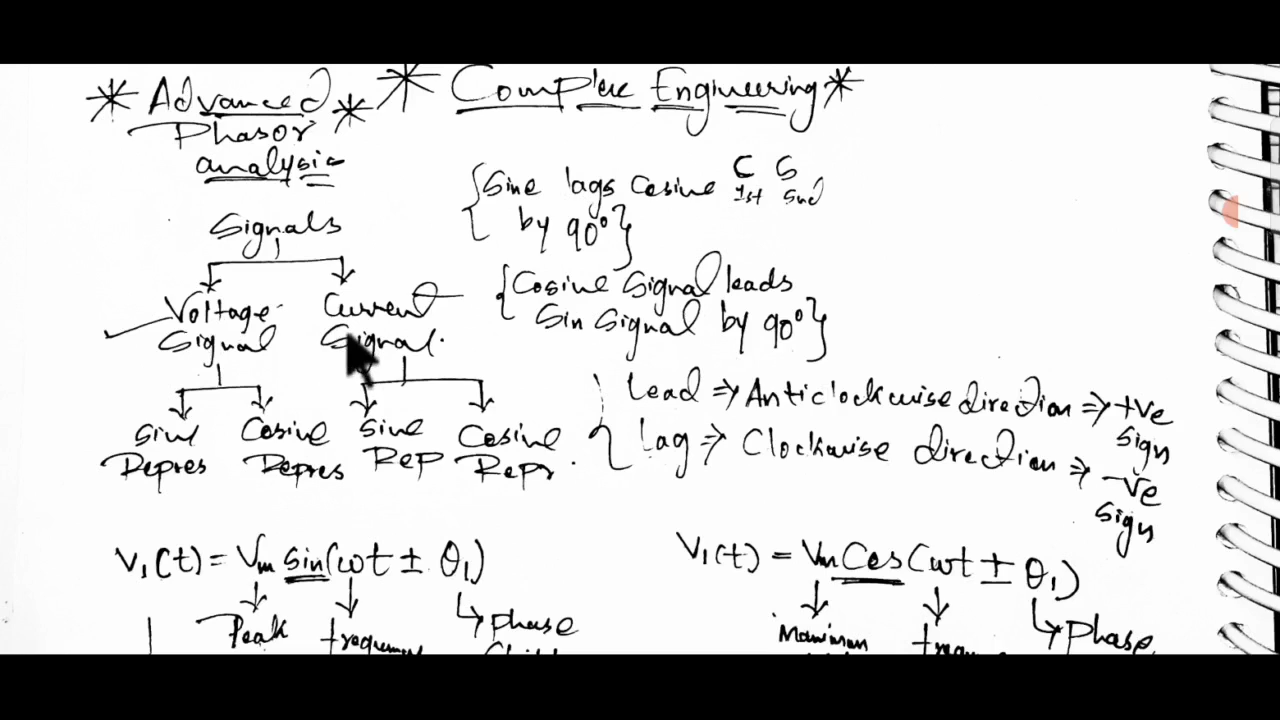 * Advanced * * Complex Engineering *
Phasor
analysis
{Sine lags Cosine C S
1st 2nd
by 90°}
Signals
{Cosine Signal leads
Sin Signal by 90°}
Voltage Current
Signal Signal.
Lead ⇒ Anticlockwise direction ⇒ +ve
Sign
Lag ⇒ Clockwise direction ⇒ -ve
Sign
Sine Cosine Sine Cosine
Repres Repres Rep Repr.
V₁(t) = Vm Sin(ωt ± θ₁) V₁(t) = Vm Cos(ωt ± θ₁)
Peak phase phase